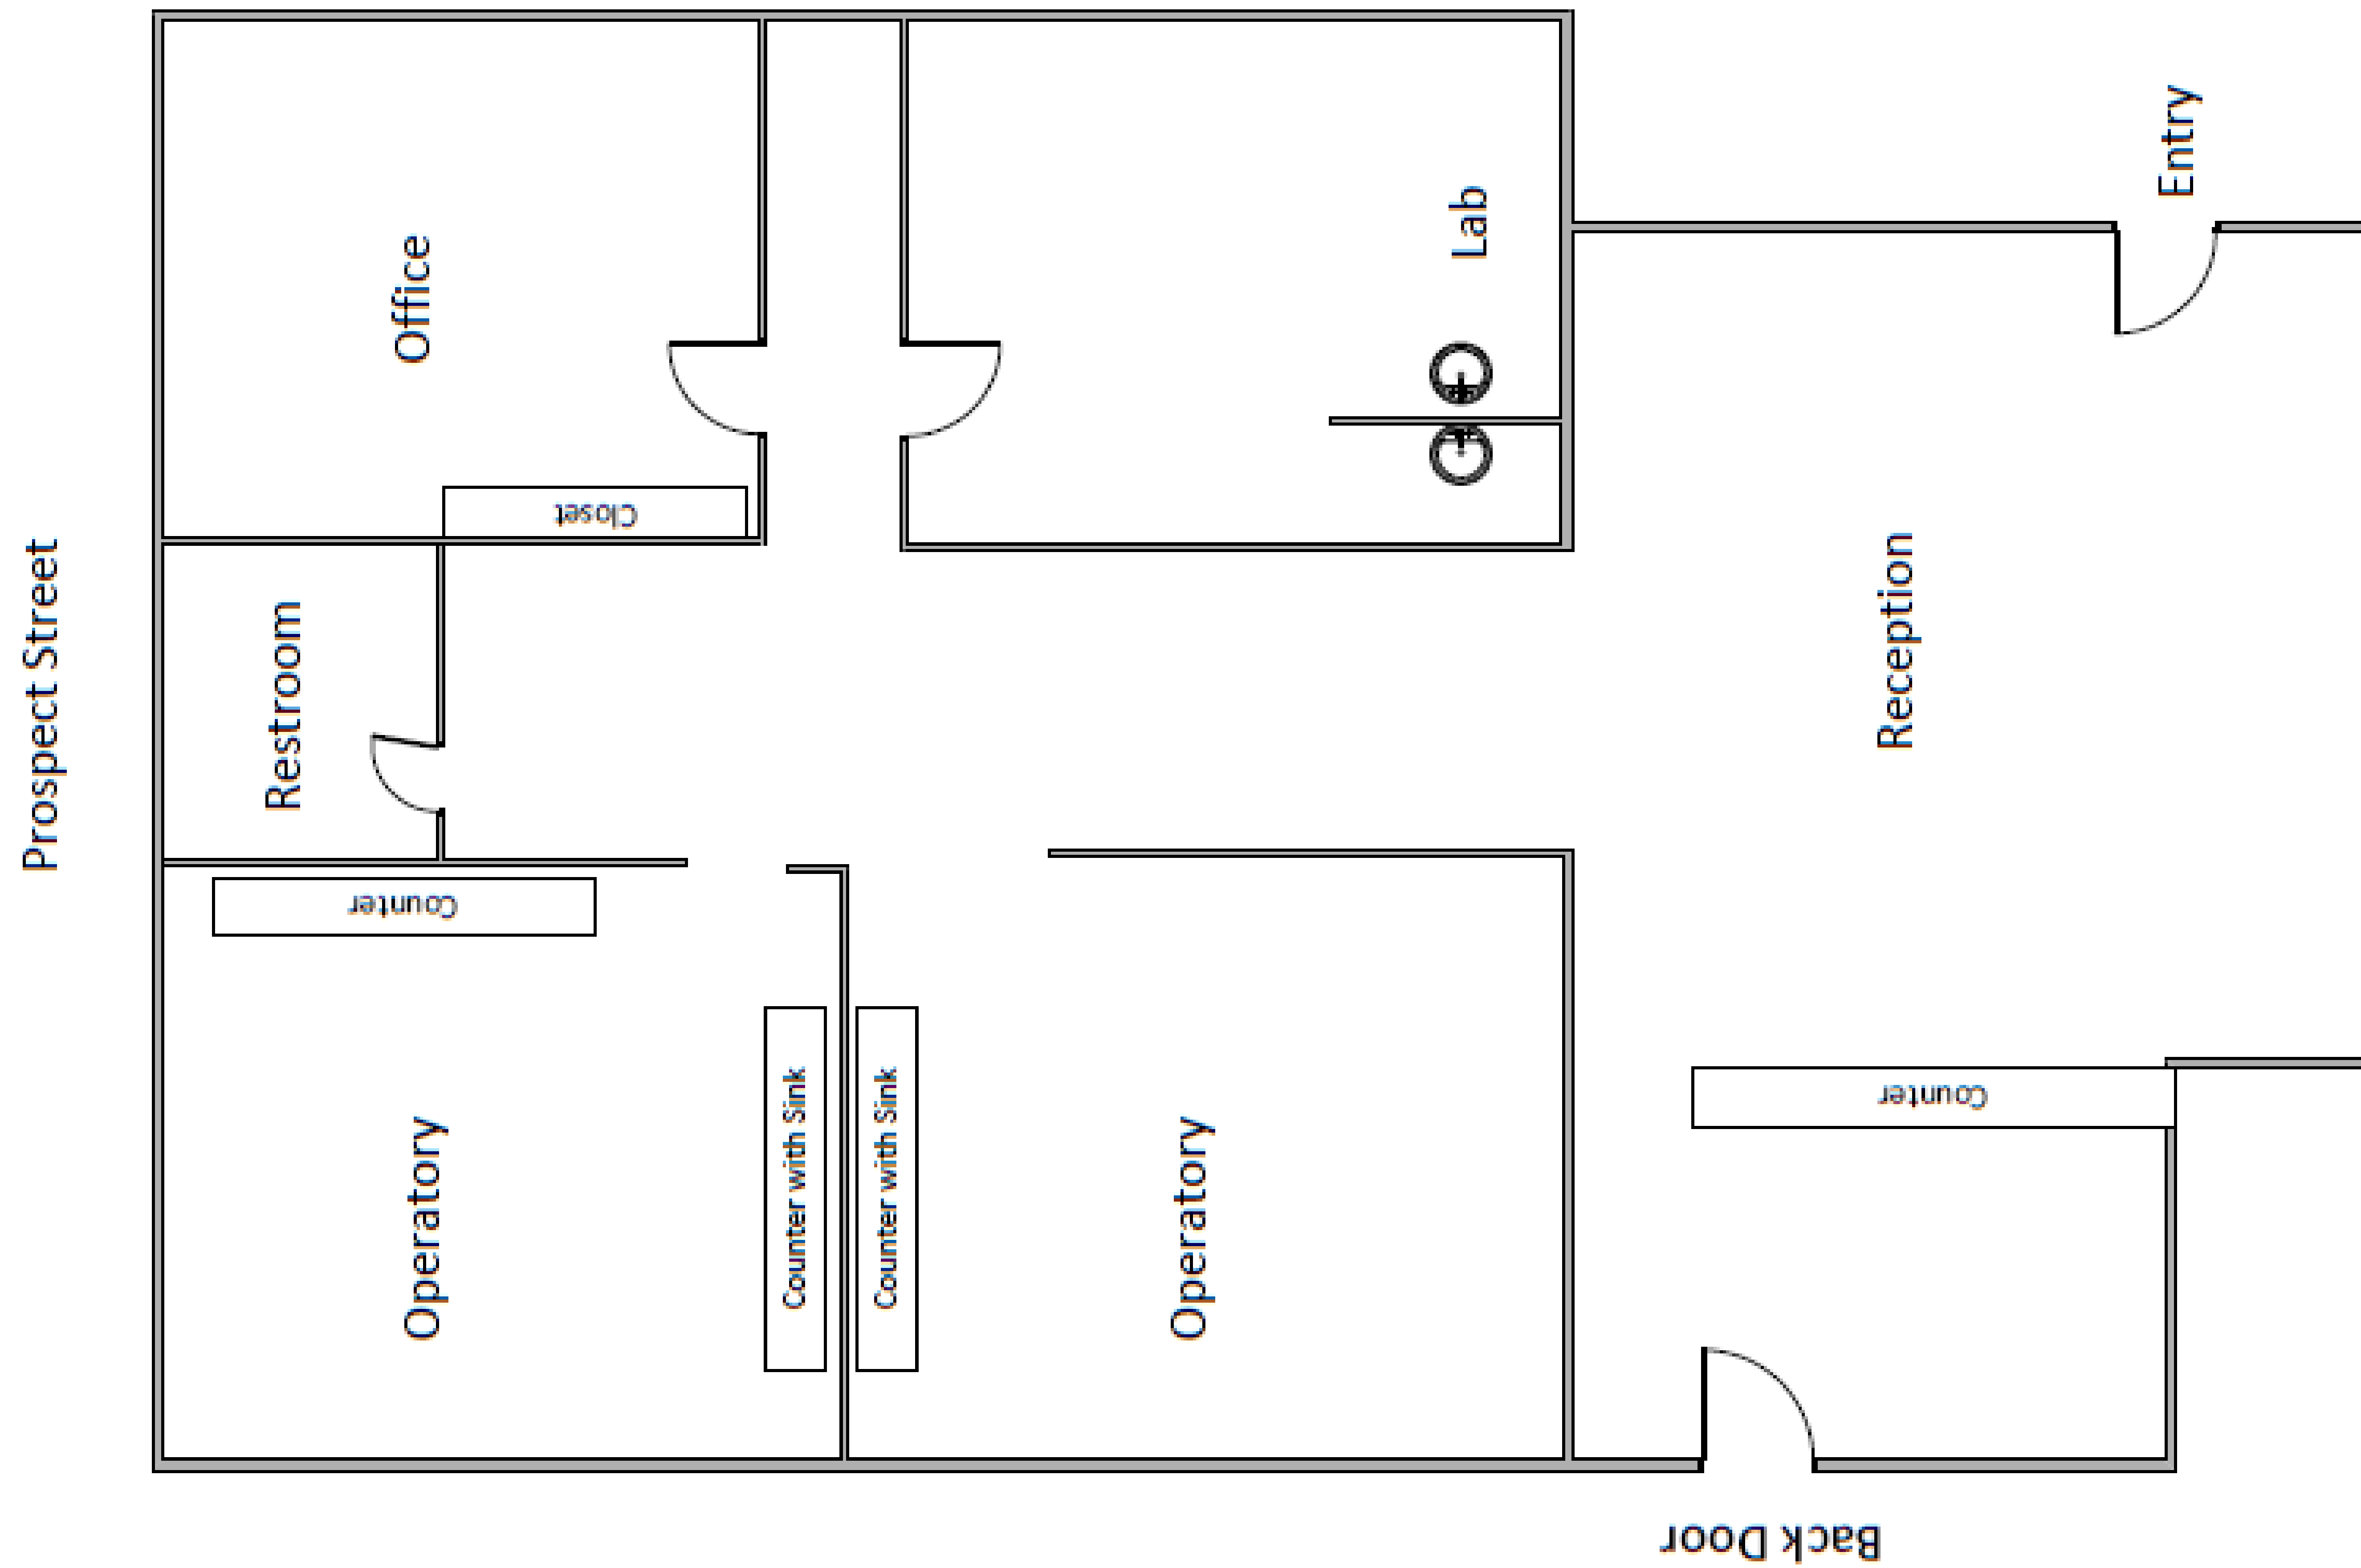 Prospect Street
Office
Closet
Restroom
Counter
Operatory
Counter with Sink
Counter with Sink
Operatory
Lab
Entry
Reception
Counter
Back Door